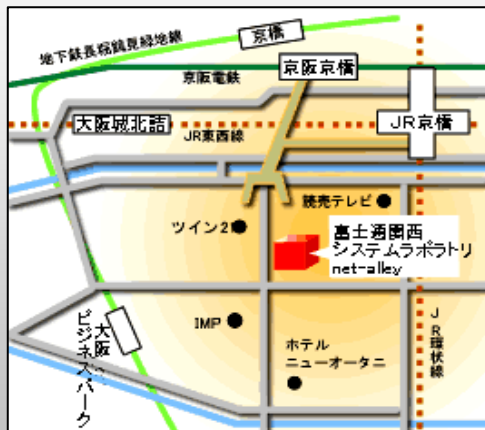 地下鉄長堀鶴見緑地線
京橋
京阪電鉄
京阪京橋
大阪城北詰
JR東西線
JR京橋
読売テレビ
ツイン21
富士通関西
システムラボラトリ
net-alley
IMP
大阪
ビジネスパーク
ホテル
ニューオータニ
JR環状線